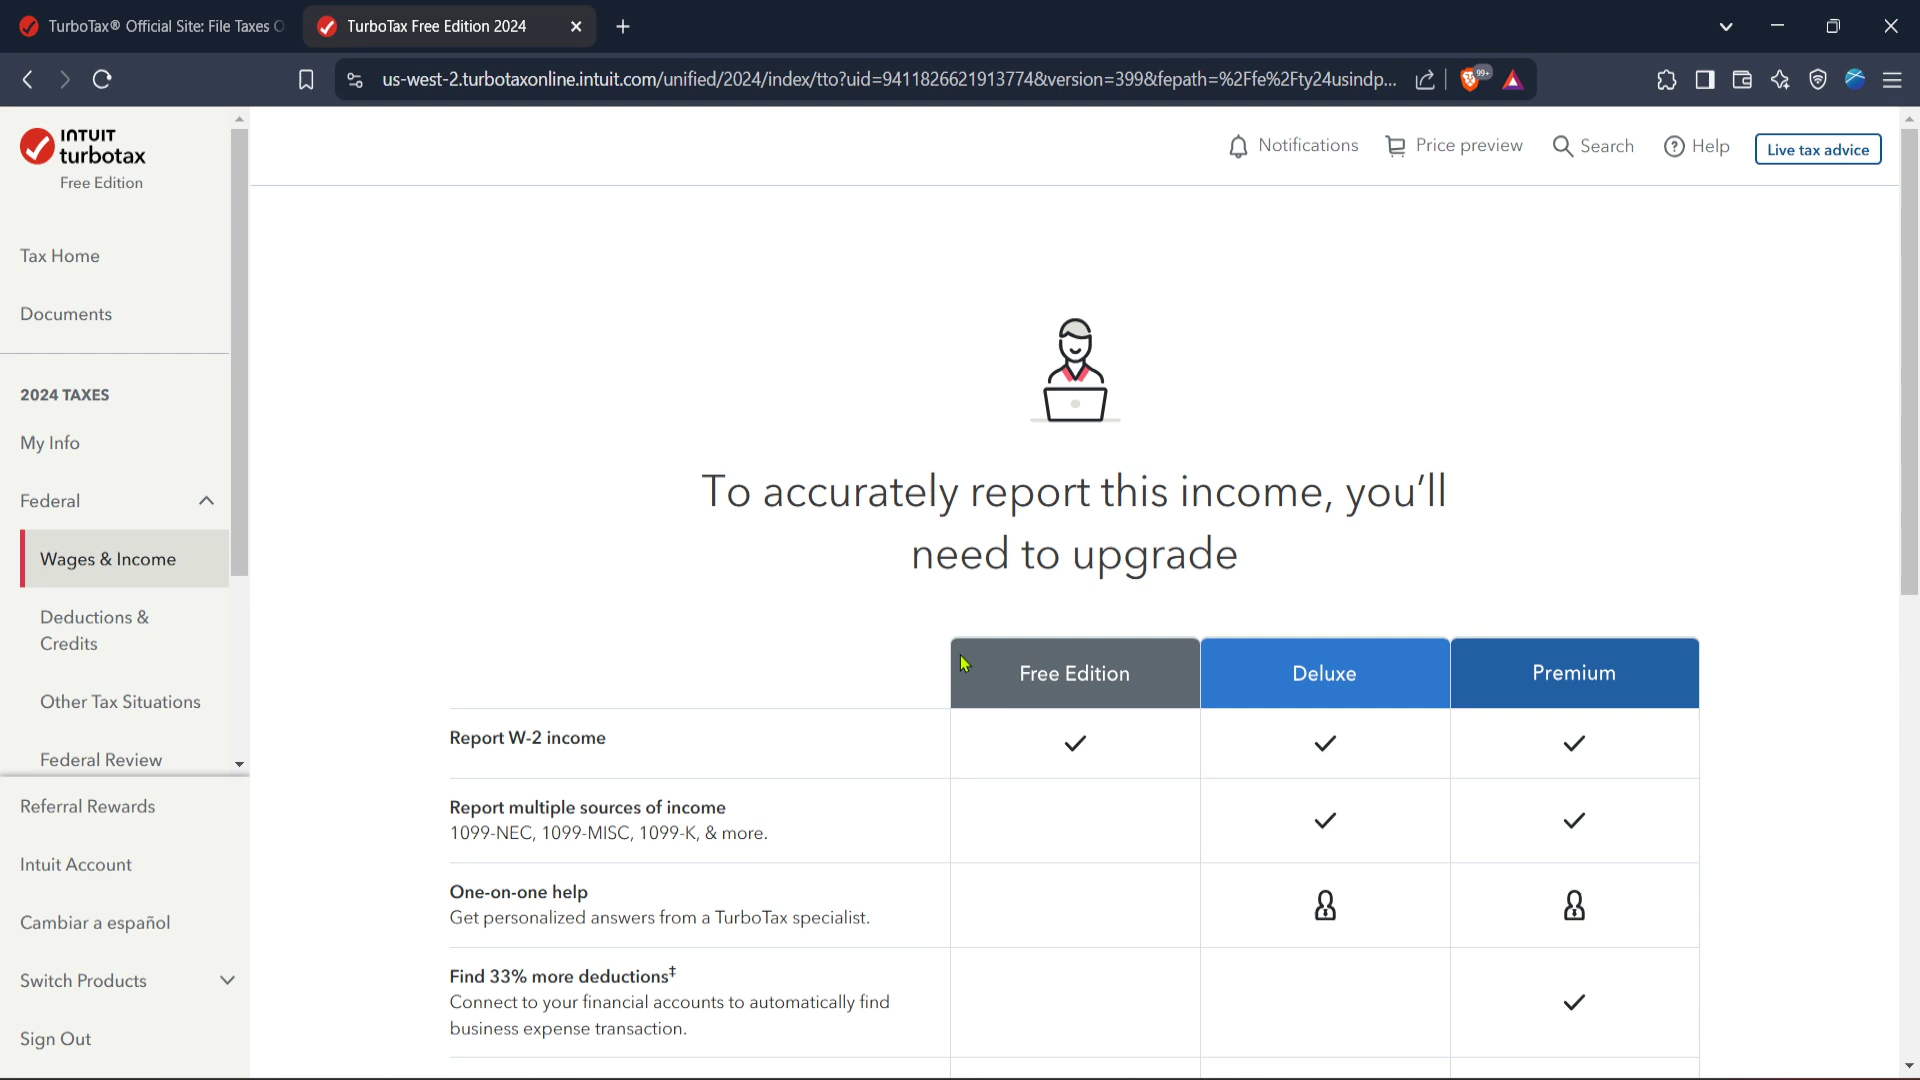 TurboTax® Official Site: File Taxes O
TurboTax Free Edition 2024
us-west-2.turbotaxonline.intuit.com/unified/2024/index/tto?uid=9411826621913774&version=399&fepath=%2Ffe%2Fty24usindp...
99+
INTUIT
turbotax
Free Edition
Notifications
Price preview
Search
Help
Live tax advice
Tax Home
Documents
2024 TAXES
My Info
Federal
Wages & Income
Deductions &
Credits
Other Tax Situations
Federal Review
Referral Rewards
Intuit Account
Cambiar a español
Switch Products
Sign Out
To accurately report this income, you'll
need to upgrade
Free Edition
Deluxe
Premium
Report W-2 income
Report multiple sources of income
1099-NEC, 1099-MISC, 1099-K, & more.
One-on-one help
Get personalized answers from a TurboTax specialist.
Find 33% more deductions‡
Connect to your financial accounts to automatically find
business expense transaction.